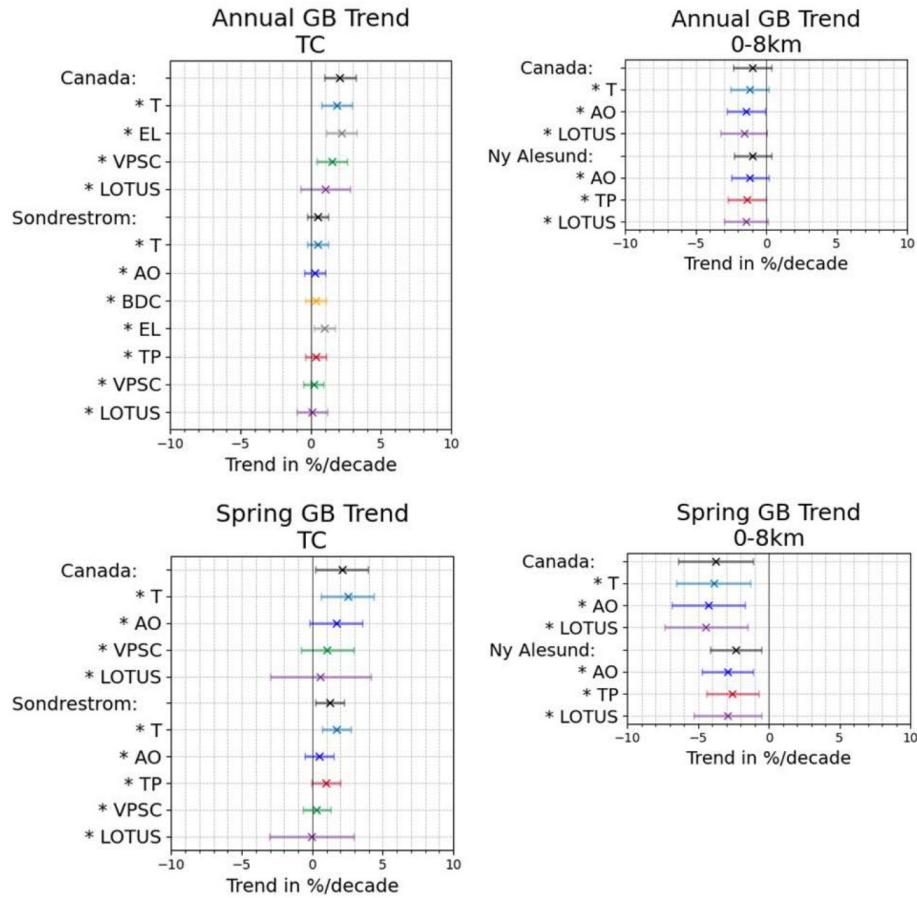 Annual GB Trend
TC
Canada:
* T
* EL
* VPSC
* LOTUS
Sondrestrom:
* T
* AO
* BDC
* EL
* TP
* VPSC
* LOTUS
−10 −5 0 5 10
Trend in %/decade
Annual GB Trend
0-8km
Canada:
* T
* AO
* LOTUS
Ny Alesund:
* AO
* TP
* LOTUS
−10 −5 0 5 10
Trend in %/decade
Spring GB Trend
TC
Canada:
* T
* AO
* VPSC
* LOTUS
Sondrestrom:
* T
* AO
* TP
* VPSC
* LOTUS
−10 −5 0 5 10
Trend in %/decade
Spring GB Trend
0-8km
Canada:
* T
* AO
* LOTUS
Ny Alesund:
* AO
* TP
* LOTUS
−10 −5 0 5 10
Trend in %/decade